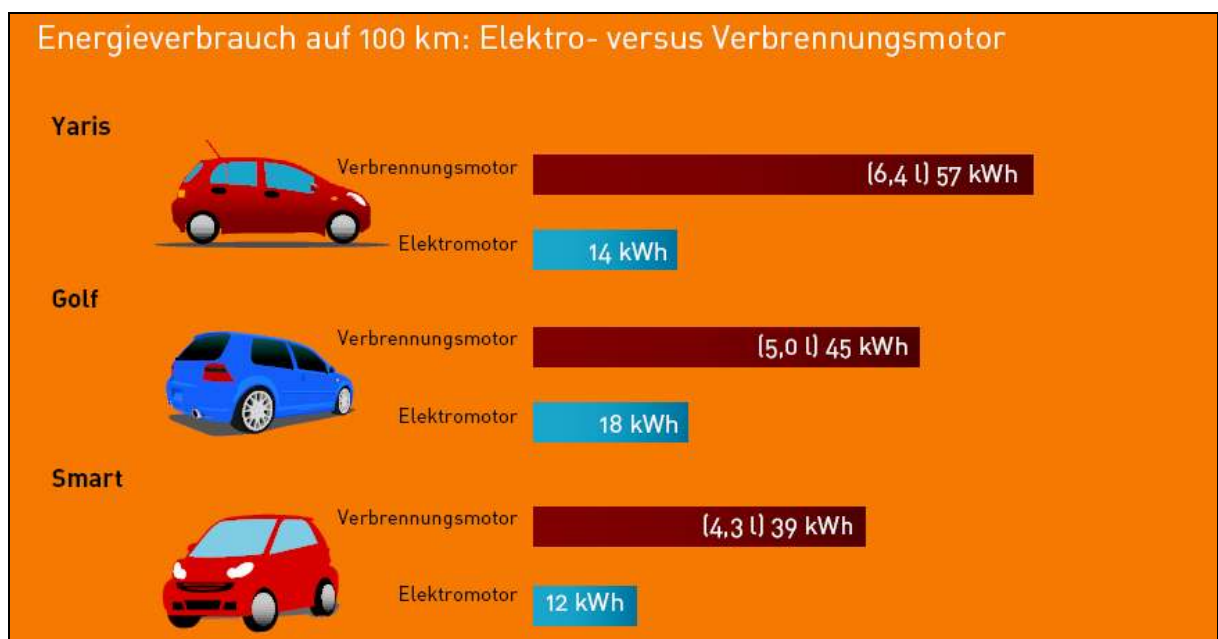 Energieverbrauch auf 100 km: Elektro- versus Verbrennungsmotor
Yaris
Verbrennungsmotor (6,4 l) 57 kWh
Elektromotor 14 kWh
Golf
Verbrennungsmotor (5,0 l) 45 kWh
Elektromotor 18 kWh
Smart
Verbrennungsmotor (4,3 l) 39 kWh
Elektromotor 12 kWh